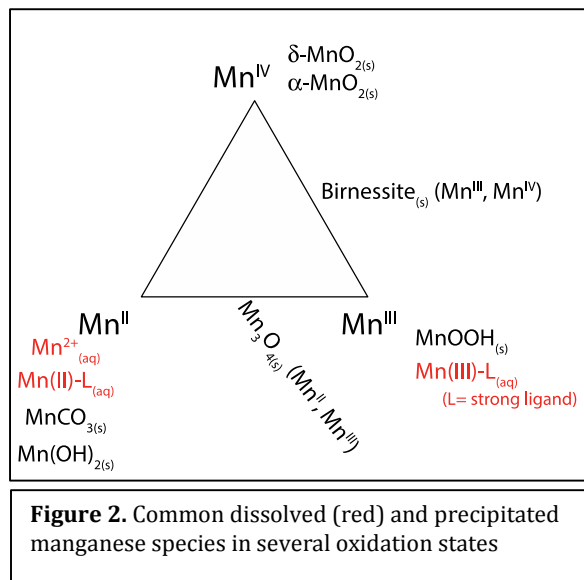 δ-MnO2(s)
Mn^IV
α-MnO2(s)
Birnessite(s) (Mn^III, Mn^IV)
Mn^II
Mn^III
Mn3O4(s) (Mn^II, Mn^III)
Mn^2+(aq)
Mn(II)-L(aq)
MnCO3(s)
Mn(OH)2(s)
MnOOH(s)
Mn(III)-L(aq)
(L= strong ligand)
Figure 2. Common dissolved (red) and precipitated
manganese species in several oxidation states